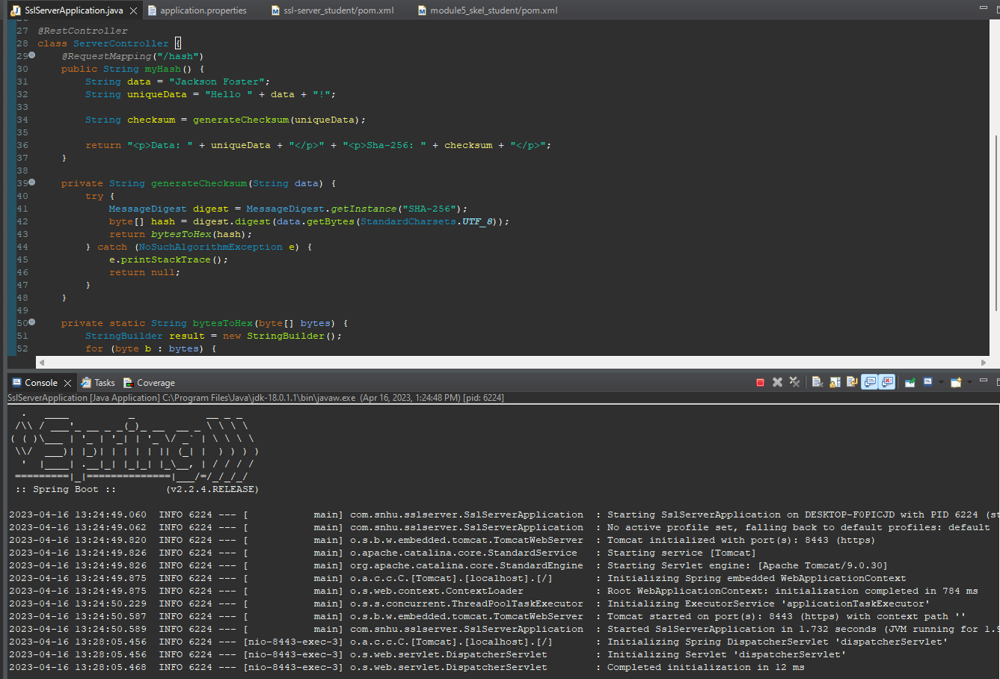 SslServerApplication.java application.properties ssl-server_student/pom.xml module5_skel_student/pom.xml
27 @RestController
28 class ServerController {
29 @RequestMapping("/hash")
30 public String myHash() {
31 String data = "Jackson Foster";
32 String uniqueData = "Hello " + data + "!";
33
34 String checksum = generateChecksum(uniqueData);
35
36 return "<p>Data: " + uniqueData + "</p>" + "<p>Sha-256: " + checksum + "</p>";
37 }
38
39 private String generateChecksum(String data) {
40 try {
41 MessageDigest digest = MessageDigest.getInstance("SHA-256");
42 byte[] hash = digest.digest(data.getBytes(StandardCharsets.UTF_8));
43 return bytesToHex(hash);
44 } catch (NoSuchAlgorithmException e) {
45 e.printStackTrace();
46 return null;
47 }
48 }
49
50 private static String bytesToHex(byte[] bytes) {
51 StringBuilder result = new StringBuilder();
52 for (byte b : bytes) {
Console Tasks Coverage
SslServerApplication [Java Application] C:\Program Files\Java\jdk-18.0.1.1\bin\javaw.exe (Apr 16, 2023, 1:24:48 PM) [pid: 6224]
:: Spring Boot :: (v2.2.4.RELEASE)
2023-04-16 13:24:49.060 INFO 6224 --- [ main] com.snhu.sslserver.SslServerApplication : Starting SslServerApplication on DESKTOP-F0PICJD with PID 6224 (st
2023-04-16 13:24:49.062 INFO 6224 --- [ main] com.snhu.sslserver.SslServerApplication : No active profile set, falling back to default profiles: default
2023-04-16 13:24:49.820 INFO 6224 --- [ main] o.s.b.w.embedded.tomcat.TomcatWebServer : Tomcat initialized with port(s): 8443 (https)
2023-04-16 13:24:49.826 INFO 6224 --- [ main] o.apache.catalina.core.StandardService : Starting service [Tomcat]
2023-04-16 13:24:49.826 INFO 6224 --- [ main] org.apache.catalina.core.StandardEngine : Starting Servlet engine: [Apache Tomcat/9.0.30]
2023-04-16 13:24:49.875 INFO 6224 --- [ main] o.a.c.c.C.[Tomcat].[localhost].[/] : Initializing Spring embedded WebApplicationContext
2023-04-16 13:24:49.875 INFO 6224 --- [ main] o.s.web.context.ContextLoader : Root WebApplicationContext: initialization completed in 784 ms
2023-04-16 13:24:50.229 INFO 6224 --- [ main] o.s.s.concurrent.ThreadPoolTaskExecutor : Initializing ExecutorService 'applicationTaskExecutor'
2023-04-16 13:24:50.587 INFO 6224 --- [ main] o.s.b.w.embedded.tomcat.TomcatWebServer : Tomcat started on port(s): 8443 (https) with context path ''
2023-04-16 13:24:50.589 INFO 6224 --- [ main] com.snhu.sslserver.SslServerApplication : Started SslServerApplication in 1.732 seconds (JVM running for 1.9
2023-04-16 13:28:05.456 INFO 6224 --- [nio-8443-exec-3] o.a.c.c.C.[Tomcat].[localhost].[/] : Initializing Spring DispatcherServlet 'dispatcherServlet'
2023-04-16 13:28:05.456 INFO 6224 --- [nio-8443-exec-3] o.s.web.servlet.DispatcherServlet : Initializing Servlet 'dispatcherServlet'
2023-04-16 13:28:05.468 INFO 6224 --- [nio-8443-exec-3] o.s.web.servlet.DispatcherServlet : Completed initialization in 12 ms